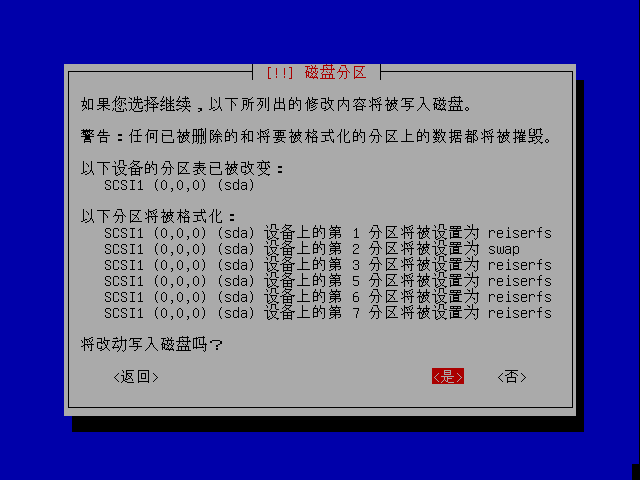 [!!] 磁盘分区
如果您选择继续，以下所列出的修改内容将被写入磁盘。
警告：任何已被删除的和将要被格式化的分区上的数据都将被摧毁。
以下设备的分区表已被改变：
SCSI1 (0,0,0) (sda)
以下分区将被格式化：
SCSI1 (0,0,0) (sda) 设备上的第 1 分区将被设置为 reiserfs
SCSI1 (0,0,0) (sda) 设备上的第 2 分区将被设置为 swap
SCSI1 (0,0,0) (sda) 设备上的第 3 分区将被设置为 reiserfs
SCSI1 (0,0,0) (sda) 设备上的第 5 分区将被设置为 reiserfs
SCSI1 (0,0,0) (sda) 设备上的第 6 分区将被设置为 reiserfs
SCSI1 (0,0,0) (sda) 设备上的第 7 分区将被设置为 reiserfs
将改动写入磁盘吗？
<返回> <是> <否>